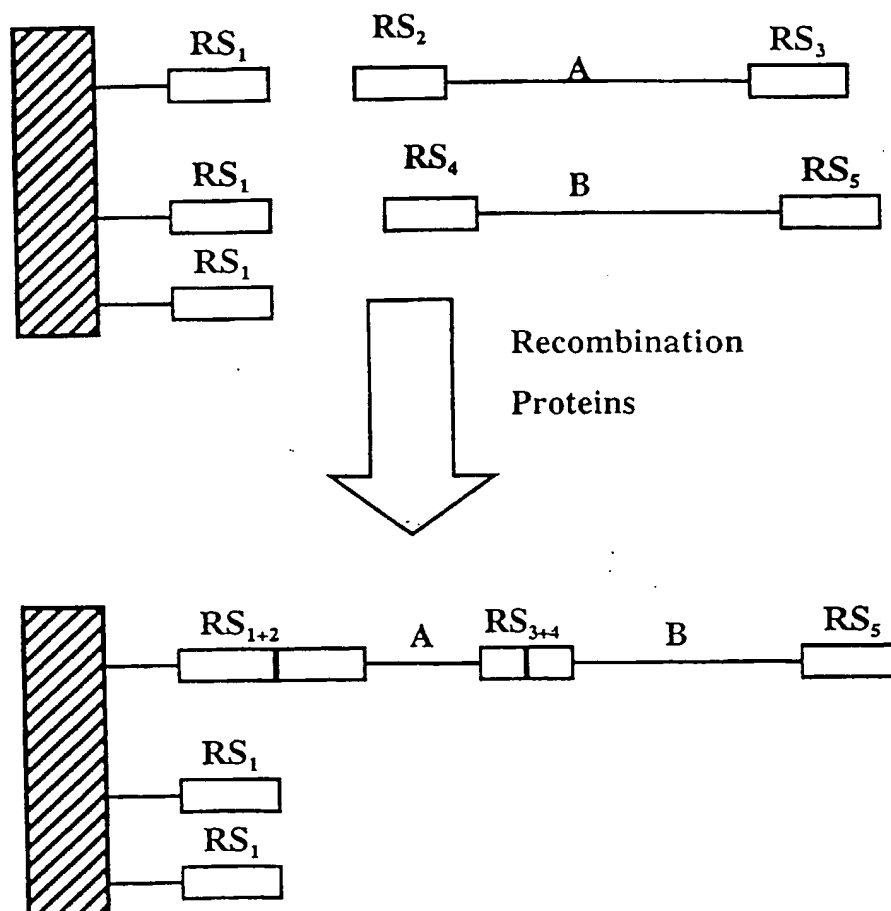 RS₁ RS₂ A RS₃
RS₁ RS₄ B RS₅
RS₁
Recombination
Proteins
RS₁₊₂ A RS₃₊₄ B RS₅
RS₁
RS₁